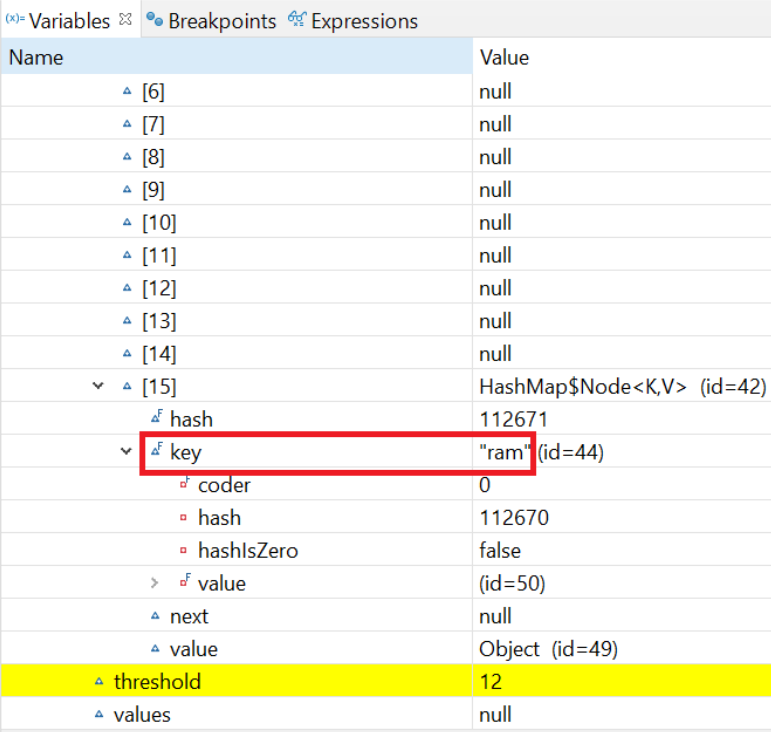 (x)= Variables Breakpoints Expressions
Name Value
[6] null
[7] null
[8] null
[9] null
[10] null
[11] null
[12] null
[13] null
[14] null
[15] HashMap$Node<K,V> (id=42)
F hash 112671
F key "ram" (id=44)
F coder 0
hash 112670
hashIsZero false
F value (id=50)
next null
value Object (id=49)
threshold 12
values null